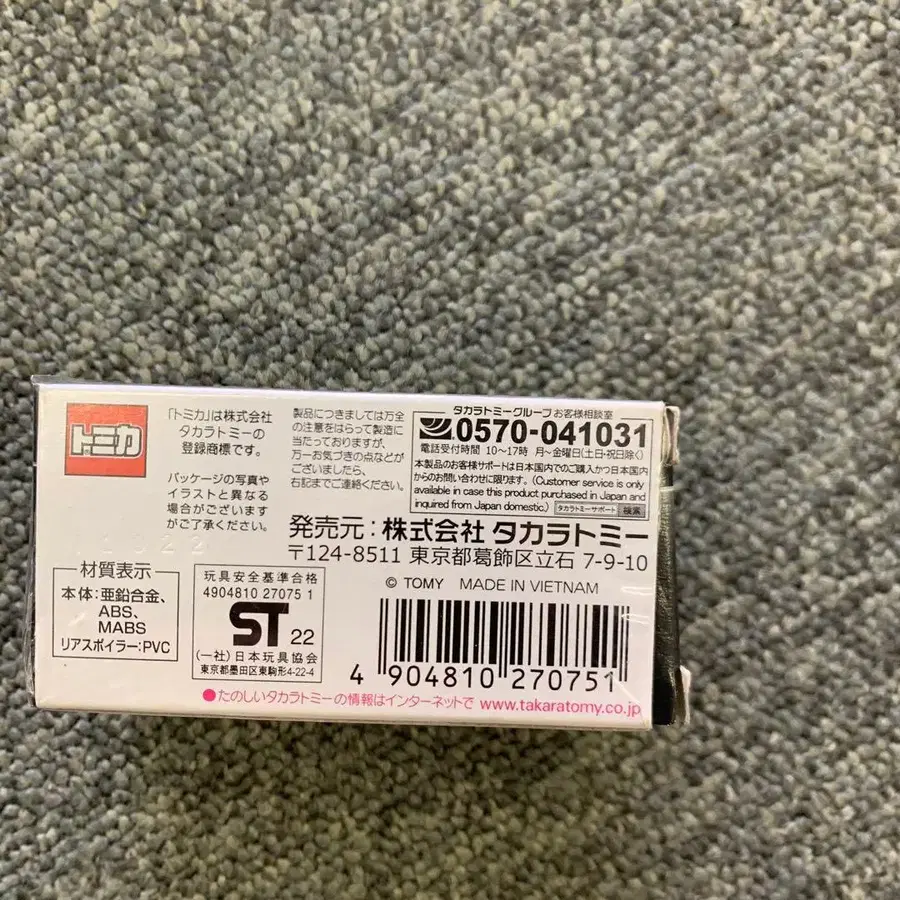 トミカ
「トミカ」は株式会社
タカラトミーの
登録商標です。
パッケージの写真や
イラストと異なる
場合がございます
がご了承ください。
製品につきましては万全
の注意をはらって製造に
当たっておりますが、
万一お気づきの点などが
ございましたら、
右記までご連絡ください。
タカラトミーグループ お客様相談室
0570-041031
電話受付時間 10～17時 月～金曜日(土・日・祝日除く)
本製品のお客様サポートは日本国内でのご購入かつ日本国内
からのお問い合わせに限ります。(Customer service is only
available in case this product purchased in Japan and
inquired from Japan domestic.) タカラトミーサポート 検索
発売元：株式会社 タカラトミー
〒124-8511 東京都葛飾区立石 7-9-10
© TOMY MADE IN VIETNAM
材質表示
本体：亜鉛合金、
ABS、
MABS
リアスポイラー：PVC
玩具安全基準合格
4904810 27075 1
ST 22
(一社)日本玩具協会
東京都墨田区東駒形4-22-4
4 904810 270751
●たのしいタカラトミーの情報はインターネットで www.takaratomy.co.jp